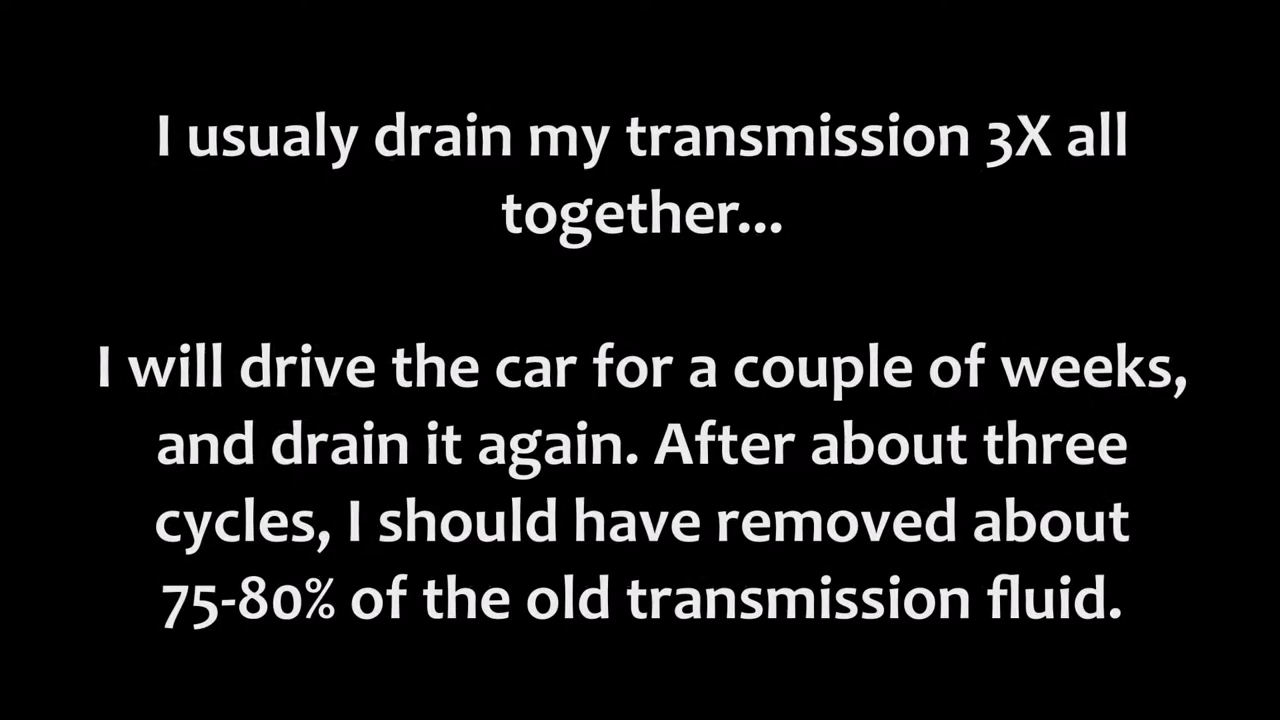 I usualy drain my transmission 3X all
together...
I will drive the car for a couple of weeks,
and drain it again. After about three
cycles, I should have removed about
75-80% of the old transmission fluid.